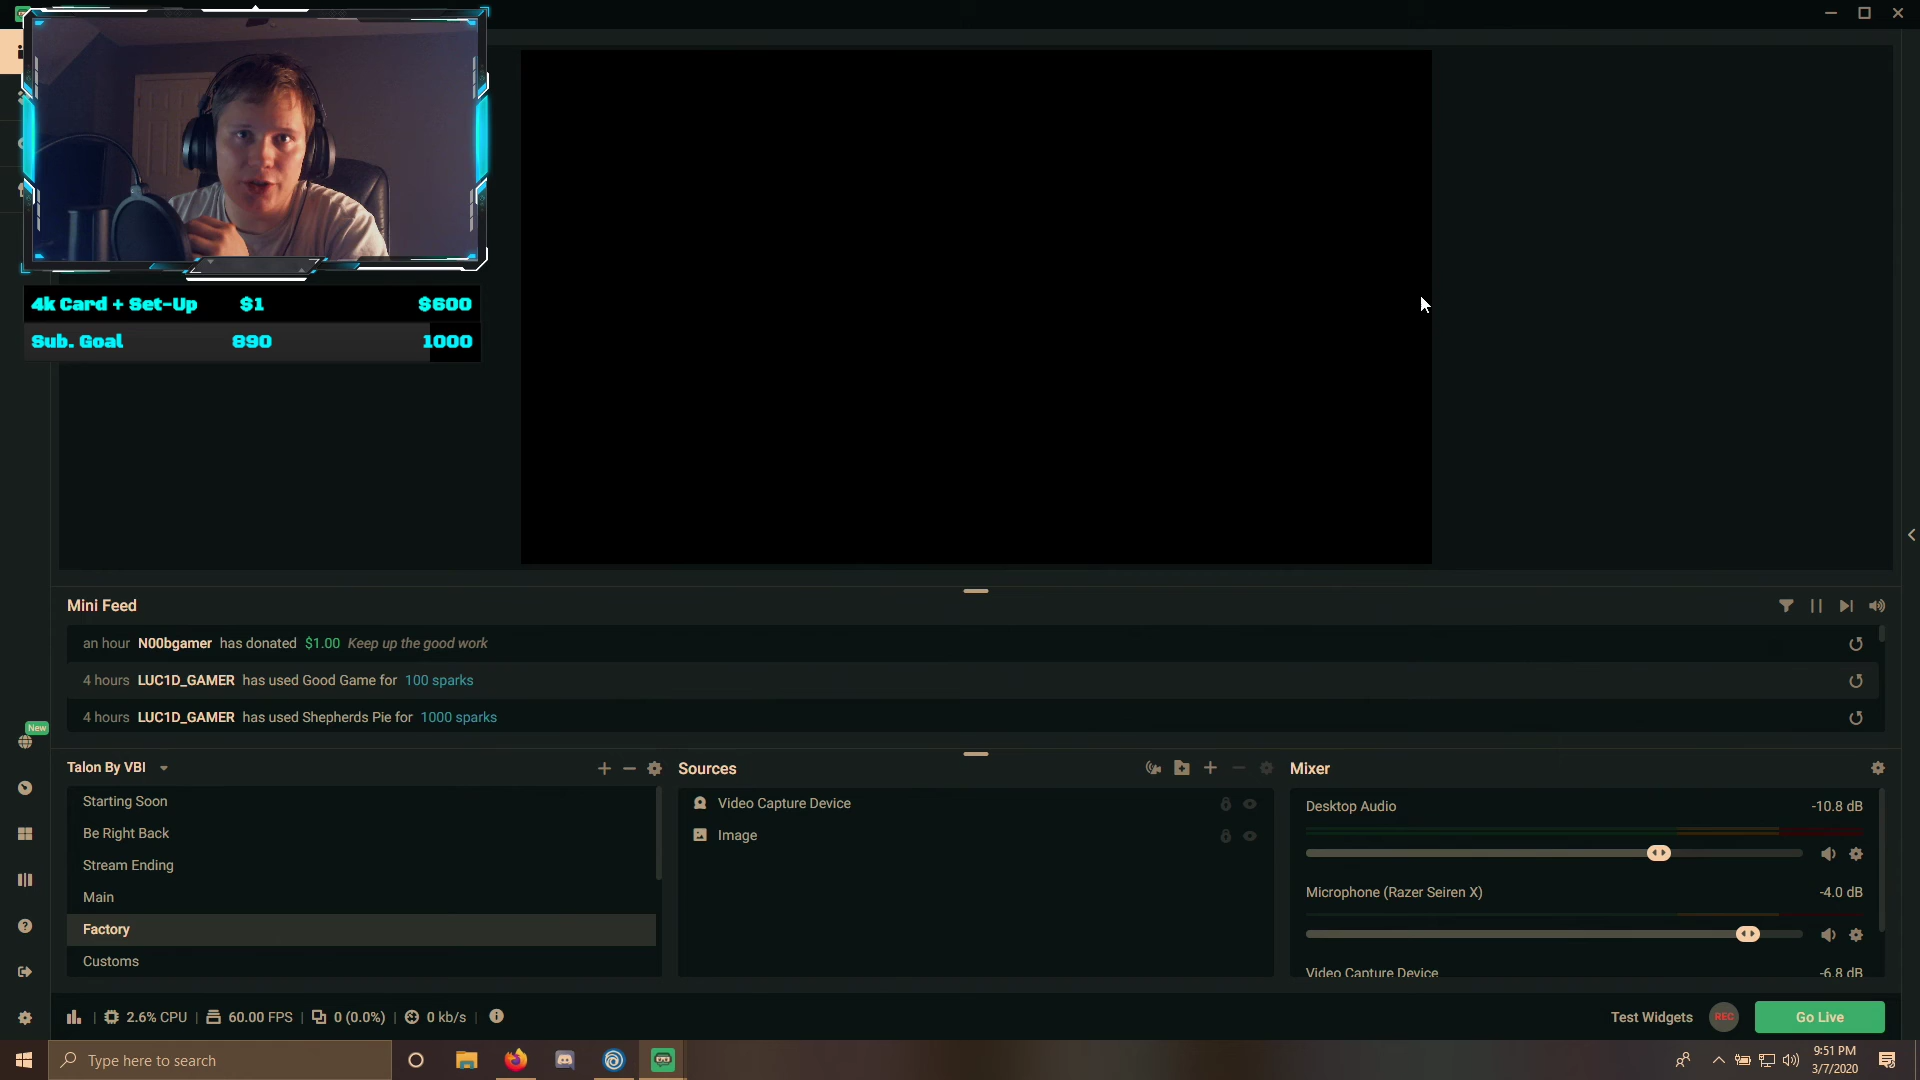 4k Card + Set-Up $1 $600
Sub. Goal 890 1000
Mini Feed
an hour N00bgamer has donated $1.00 Keep up the good work
4 hours LUC1D_GAMER has used Good Game for 100 sparks
4 hours LUC1D_GAMER has used Shepherds Pie for 1000 sparks
New
Talon By VBI
Starting Soon
Be Right Back
Stream Ending
Main
Factory
Customs
Sources
Video Capture Device
Image
Mixer
Desktop Audio -10.8 dB
Microphone (Razer Seiren X) -4.0 dB
Video Capture Device -6.8 dB
2.6% CPU 60.00 FPS 0 (0.0%) 0 kb/s
Test Widgets REC Go Live
Type here to search
9:51 PM
3/7/2020